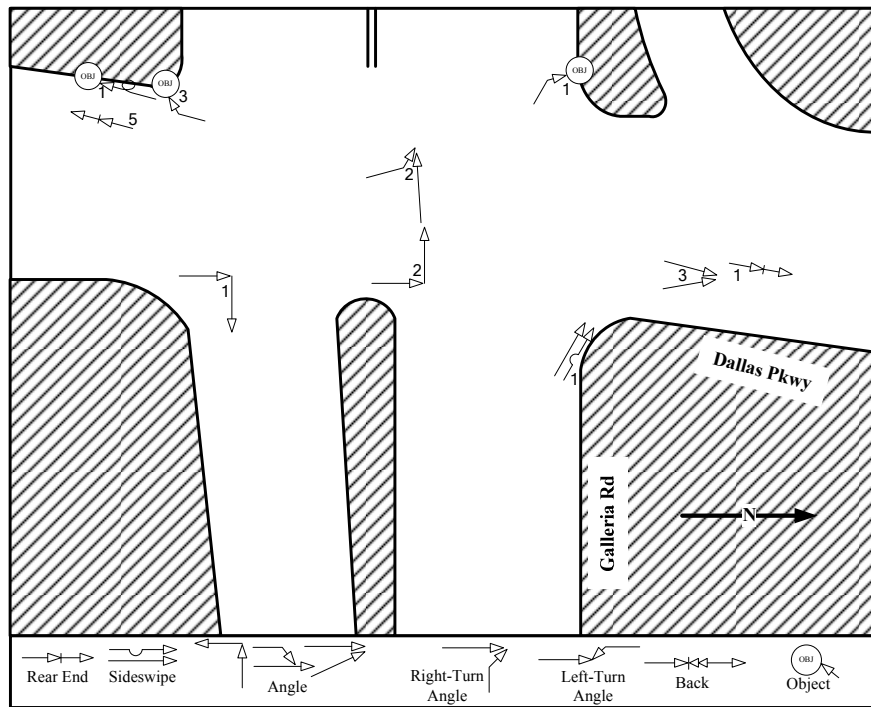 OBJ
OBJ
1
3
5
OBJ
1
2
1
2
3
1
1
Dallas Pkwy
Galleria Rd
N
Rear End
Sideswipe
Angle
Right-Turn
Angle
Left-Turn
Angle
Back
OBJ
Object